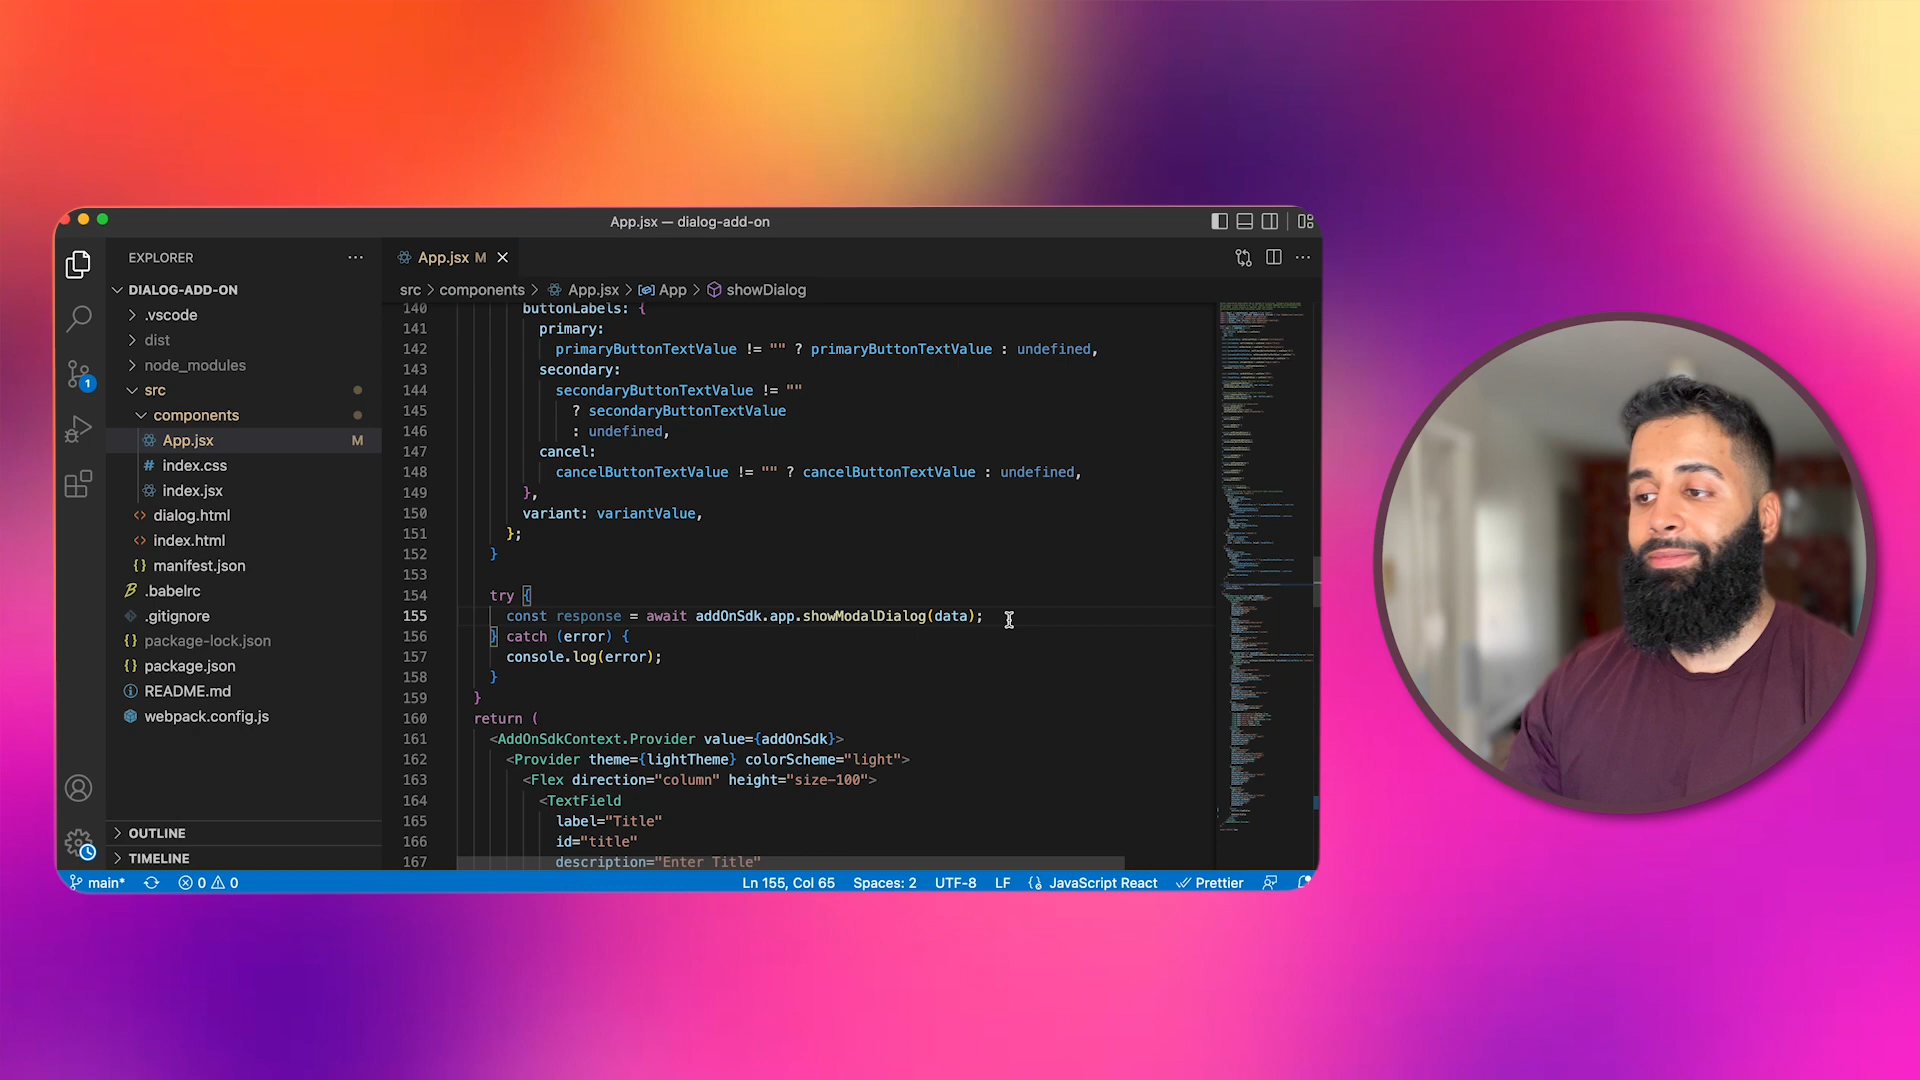 App.jsx — dialog-add-on
EXPLORER
DIALOG-ADD-ON
.vscode
dist
node_modules
src
components
App.jsx M
index.css
index.jsx
dialog.html
index.html
manifest.json
.babelrc
.gitignore
package-lock.json
package.json
README.md
webpack.config.js
OUTLINE
TIMELINE
1
App.jsx M
src > components > App.jsx > App > showDialog
140 buttonLabels: {
141 primary:
142 primaryButtonTextValue != "" ? primaryButtonTextValue : undefined,
143 secondary:
144 secondaryButtonTextValue != ""
145 ? secondaryButtonTextValue
146 : undefined,
147 cancel:
148 cancelButtonTextValue != "" ? cancelButtonTextValue : undefined,
149 },
150 variant: variantValue,
151 };
152 }
153
154 try {
155 const response = await addOnSdk.app.showModalDialog(data);
156 } catch (error) {
157 console.log(error);
158 }
159 }
160 return (
161 <AddOnSdkContext.Provider value={addOnSdk}>
162 <Provider theme={lightTheme} colorScheme="light">
163 <Flex direction="column" height="size-100">
164 <TextField
165 label="Title"
166 id="title"
167 description="Enter Title"
main* 0 0 Ln 155, Col 65 Spaces: 2 UTF-8 LF {} JavaScript React Prettier